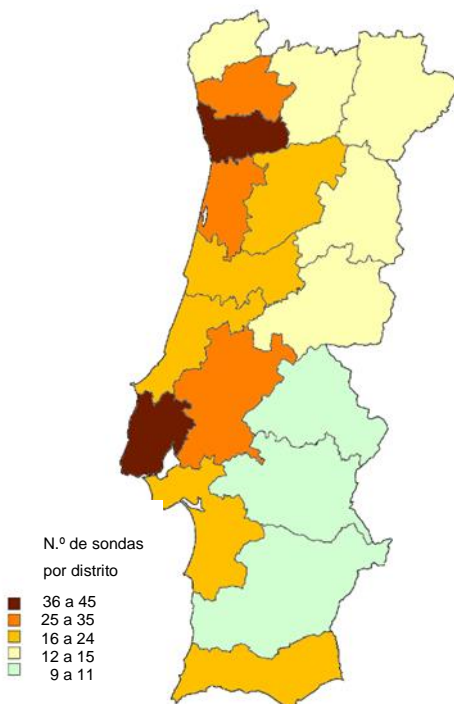 N.º de sondas
por distrito
36 a 45
25 a 35
16 a 24
12 a 15
9 a 11